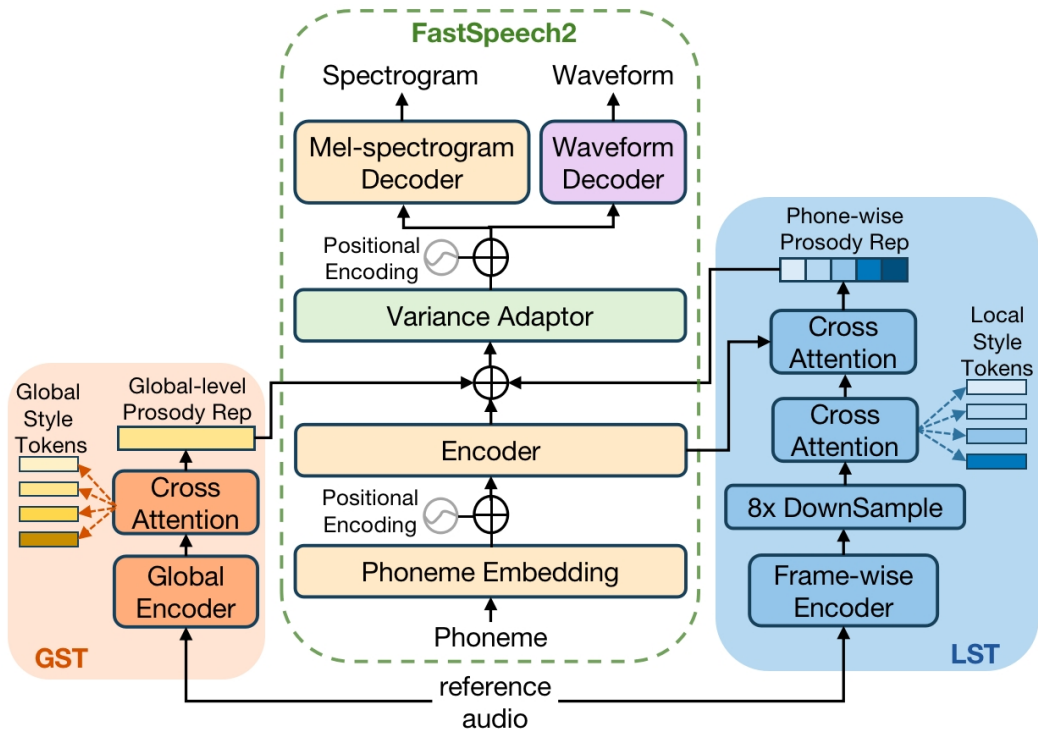 FastSpeech2
Spectrogram
Waveform
Mel-spectrogram
Decoder
Waveform
Decoder
Positional
Encoding
Variance Adaptor
Encoder
Positional
Encoding
Phoneme Embedding
Phoneme
Global
Style
Tokens
Global-level
Prosody Rep
Cross
Attention
Global
Encoder
GST
Phone-wise
Prosody Rep
Cross
Attention
Local
Style
Tokens
Cross
Attention
8x DownSample
Frame-wise
Encoder
LST
reference
audio